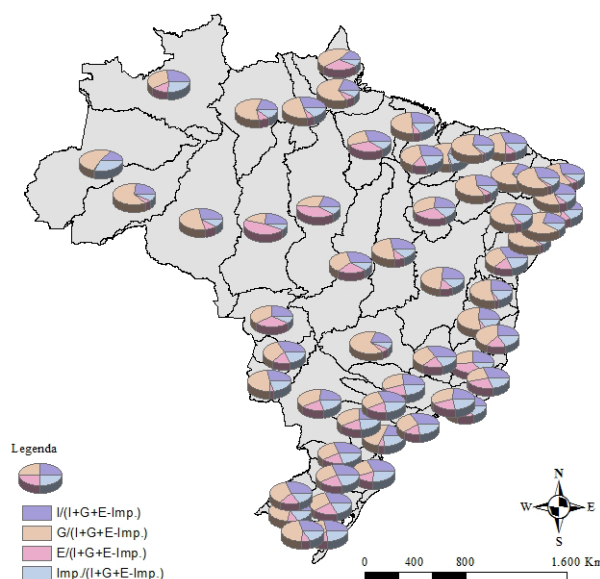 Legenda
I/(I+G+E-Imp.)
G/(I+G+E-Imp.)
E/(I+G+E-Imp.)
Imp./(I+G+E-Imp.)
N
W
E
S
0 400 800 1.600 Km